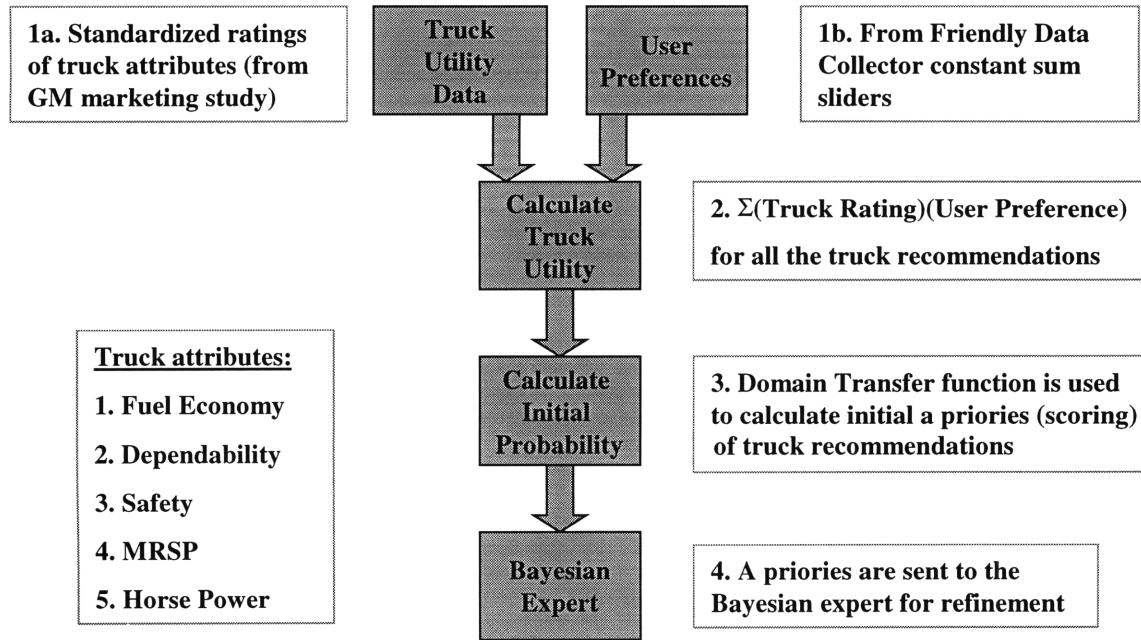 1a. Standardized ratings
of truck attributes (from
GM marketing study)
Truck
Utility
Data
User
Preferences
1b. From Friendly Data
Collector constant sum
sliders
Calculate
Truck
Utility
2. Σ(Truck Rating)(User Preference)
for all the truck recommendations
Truck attributes:
1. Fuel Economy
2. Dependability
3. Safety
4. MRSP
5. Horse Power
Calculate
Initial
Probability
3. Domain Transfer function is used
to calculate initial a priories (scoring)
of truck recommendations
Bayesian
Expert
4. A priories are sent to the
Bayesian expert for refinement